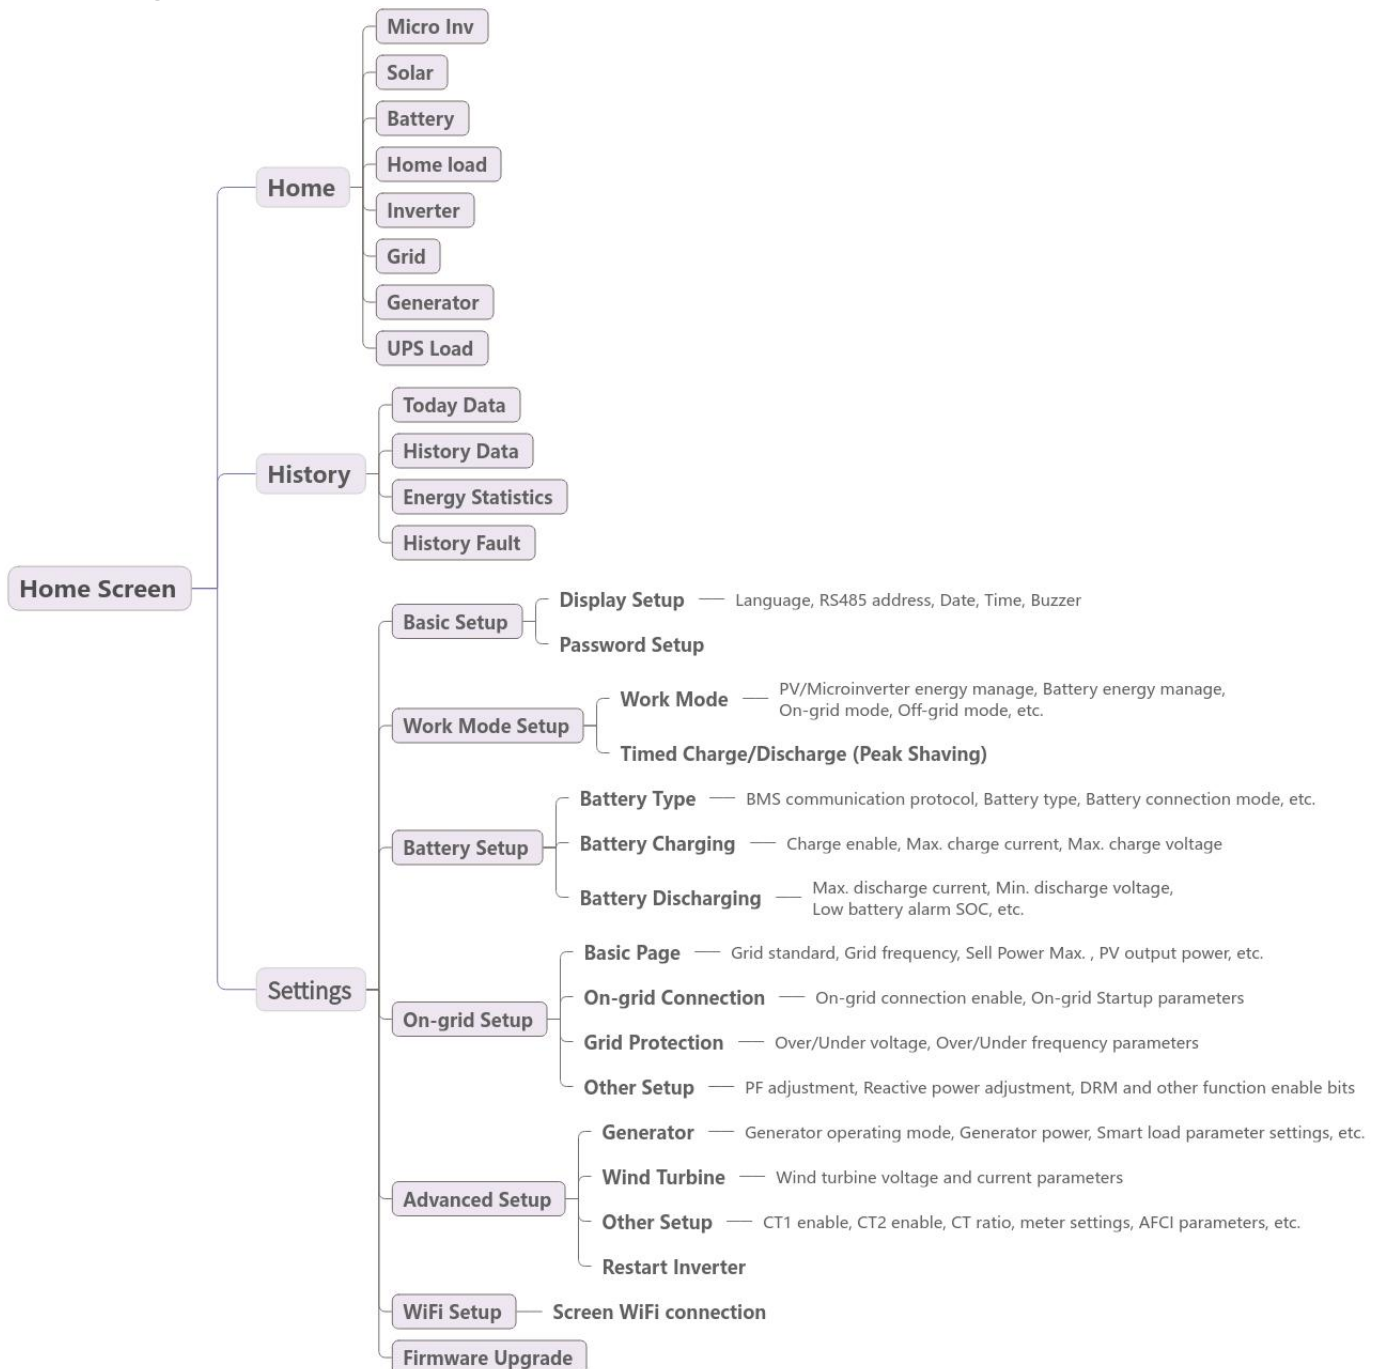 Micro Inv
Solar
Battery
Home load
Home
Inverter
Grid
Generator
UPS Load
Today Data
History Data
History
Energy Statistics
History Fault
Home Screen
Basic Setup
Display Setup
Language, RS485 address, Date, Time, Buzzer
Password Setup
Work Mode Setup
Work Mode
PV/Microinverter energy manage, Battery energy manage,
On-grid mode, Off-grid mode, etc.
Timed Charge/Discharge (Peak Shaving)
Battery Setup
Battery Type
BMS communication protocol, Battery type, Battery connection mode, etc.
Battery Charging
Charge enable, Max. charge current, Max. charge voltage
Battery Discharging
Max. discharge current, Min. discharge voltage,
Low battery alarm SOC, etc.
Settings
On-grid Setup
Basic Page
Grid standard, Grid frequency, Sell Power Max. , PV output power, etc.
On-grid Connection
On-grid connection enable, On-grid Startup parameters
Grid Protection
Over/Under voltage, Over/Under frequency parameters
Other Setup
PF adjustment, Reactive power adjustment, DRM and other function enable bits
Advanced Setup
Generator
Generator operating mode, Generator power, Smart load parameter settings, etc.
Wind Turbine
Wind turbine voltage and current parameters
Other Setup
CT1 enable, CT2 enable, CT ratio, meter settings, AFCI parameters, etc.
Restart Inverter
WiFi Setup
Screen WiFi connection
Firmware Upgrade